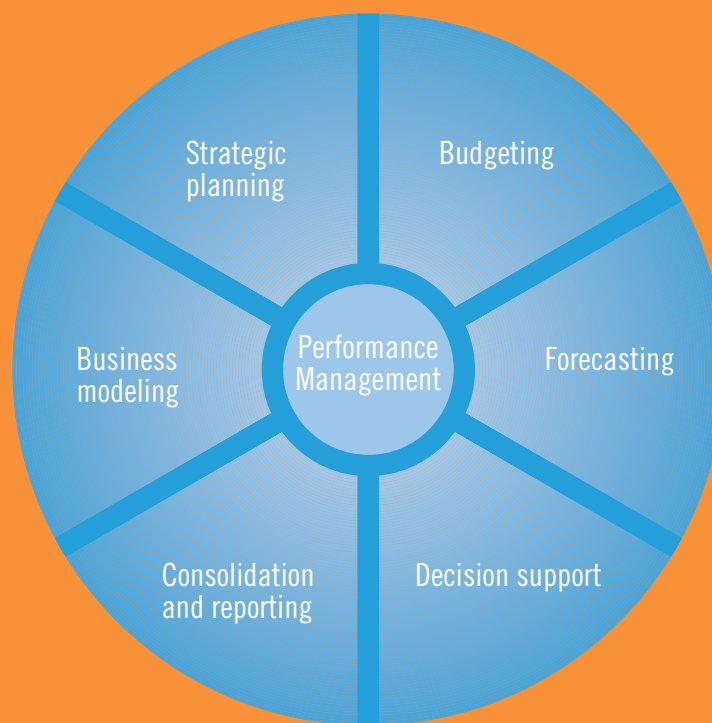 Strategic
planning
Budgeting
Business
modeling
Performance
Management
Forecasting
Consolidation
and reporting
Decision support